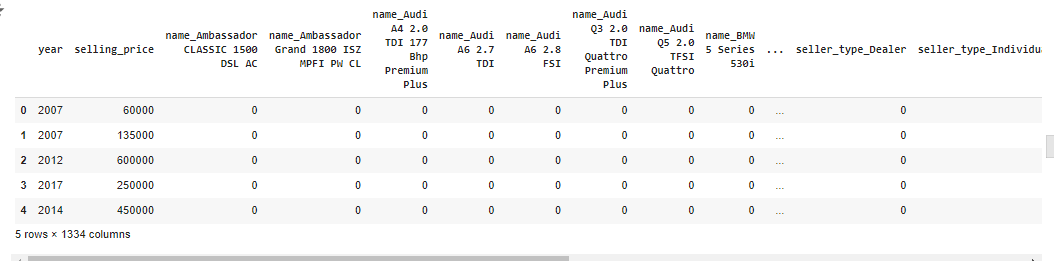 name_Audi name_Audi
name_Ambassador name_Ambassador A4 2.0 name_Audi name_Audi Q3 2.0 name_Audi name_BMW
year selling_price CLASSIC 1500 Grand 1800 ISZ TDI 177 A6 2.7 A6 2.8 TDI Q5 2.0 5 Series ... seller_type_Dealer seller_type_Individua
DSL AC MPFI PW CL Bhp TDI FSI Quattro TFSI 530i
Premium Premium Quattro
Plus Plus
0 2007 60000 0 0 0 0 0 0 0 0 ... 0
1 2007 135000 0 0 0 0 0 0 0 0 ... 0
2 2012 600000 0 0 0 0 0 0 0 0 ... 0
3 2017 250000 0 0 0 0 0 0 0 0 ... 0
4 2014 450000 0 0 0 0 0 0 0 0 ... 0
5 rows × 1334 columns